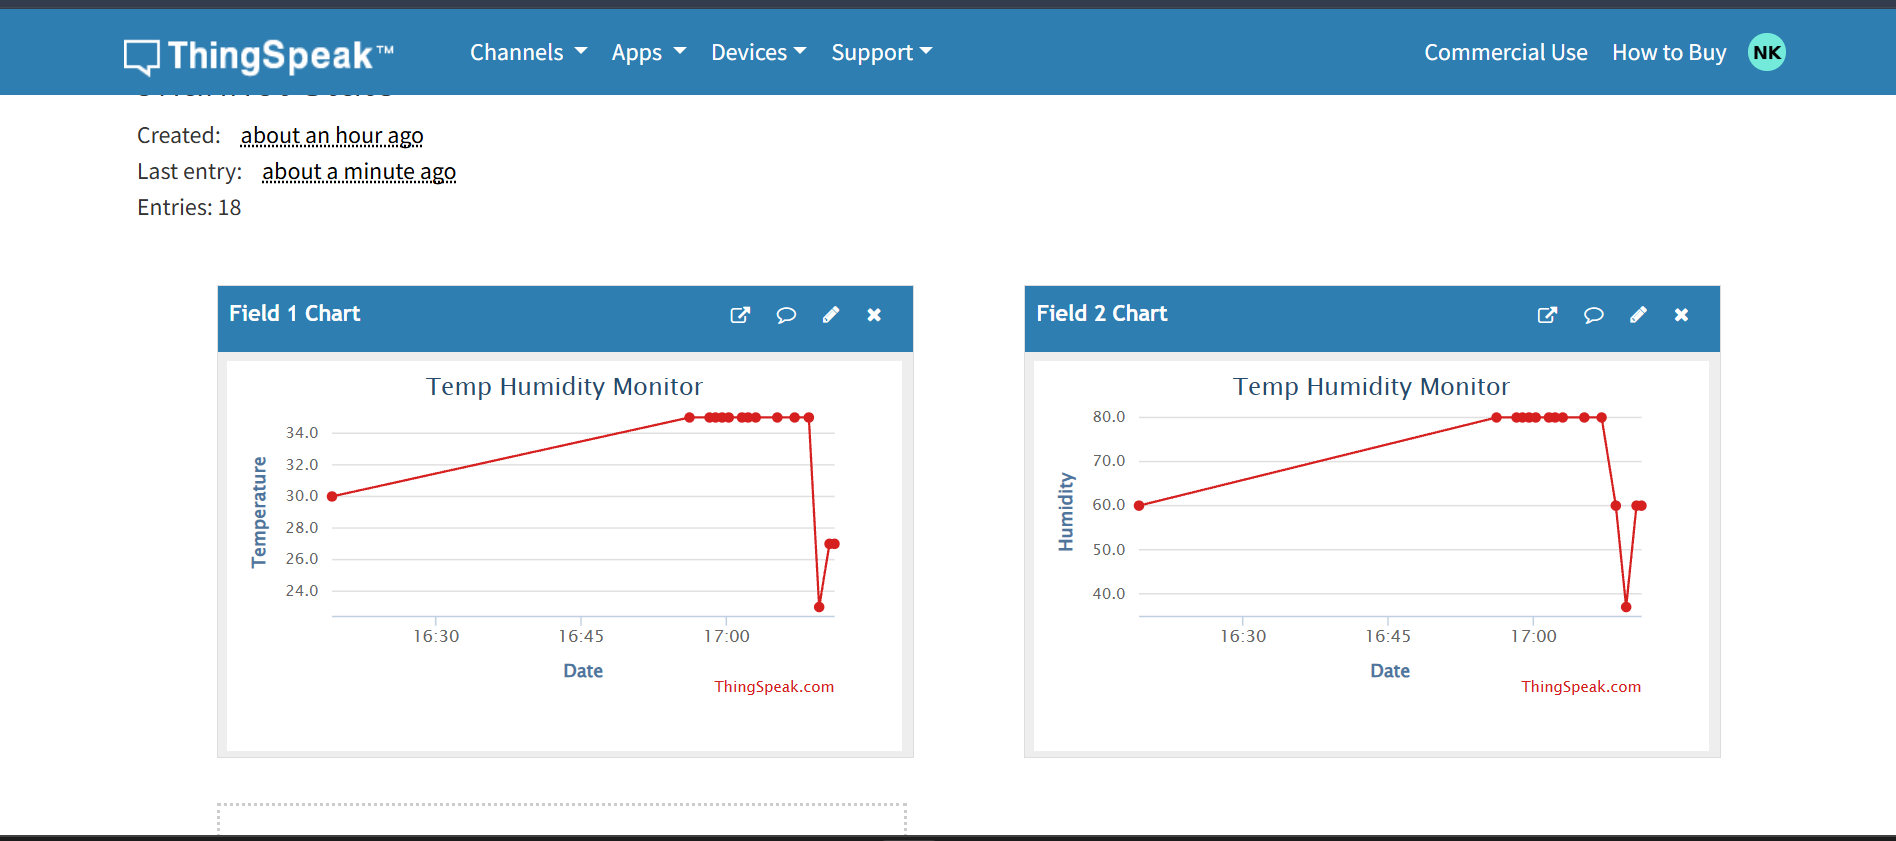 ThingSpeak™
Channels Apps Devices Support
Commercial Use How to Buy NK
Created: about an hour ago
Last entry: about a minute ago
Entries: 18
Field 1 Chart
Temp Humidity Monitor
Temperature
34.0
32.0
30.0
28.0
26.0
24.0
16:30 16:45 17:00
Date
ThingSpeak.com
Field 2 Chart
Temp Humidity Monitor
Humidity
80.0
70.0
60.0
50.0
40.0
16:30 16:45 17:00
Date
ThingSpeak.com